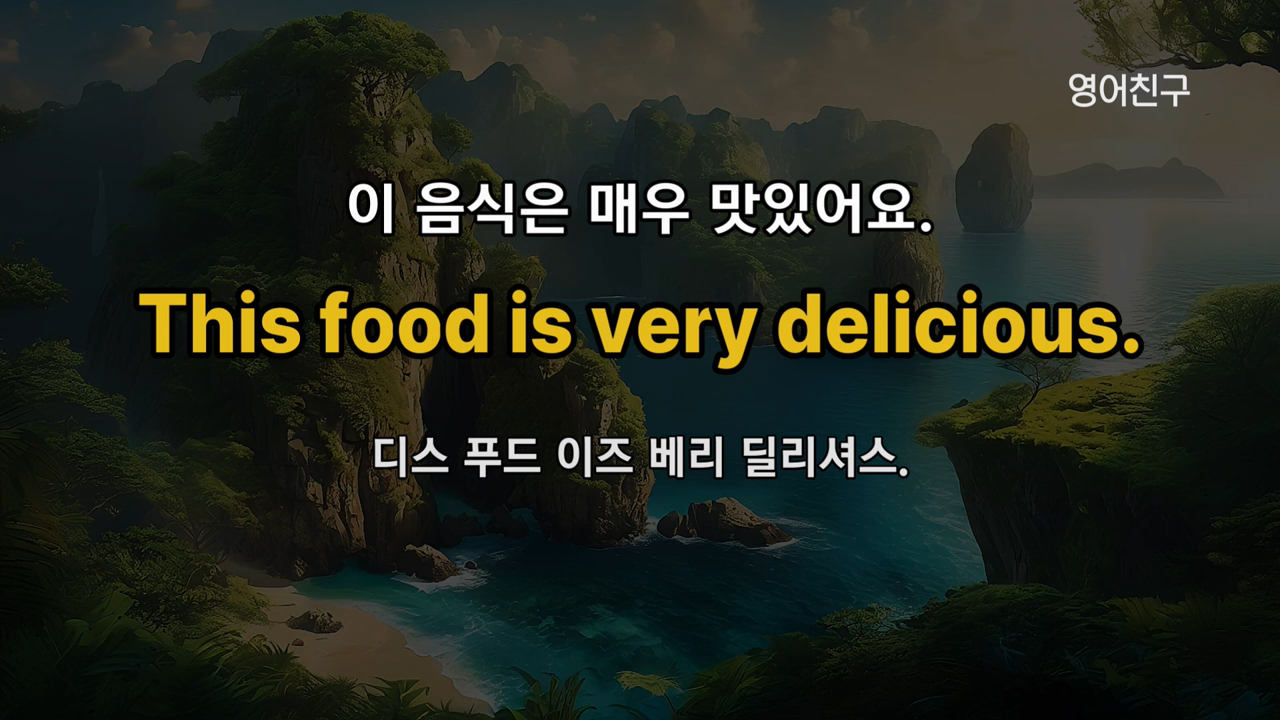 영어친구
이 음식은 매우 맛있어요.
This food is very delicious.
디스 푸드 이즈 베리 딜리셔스.